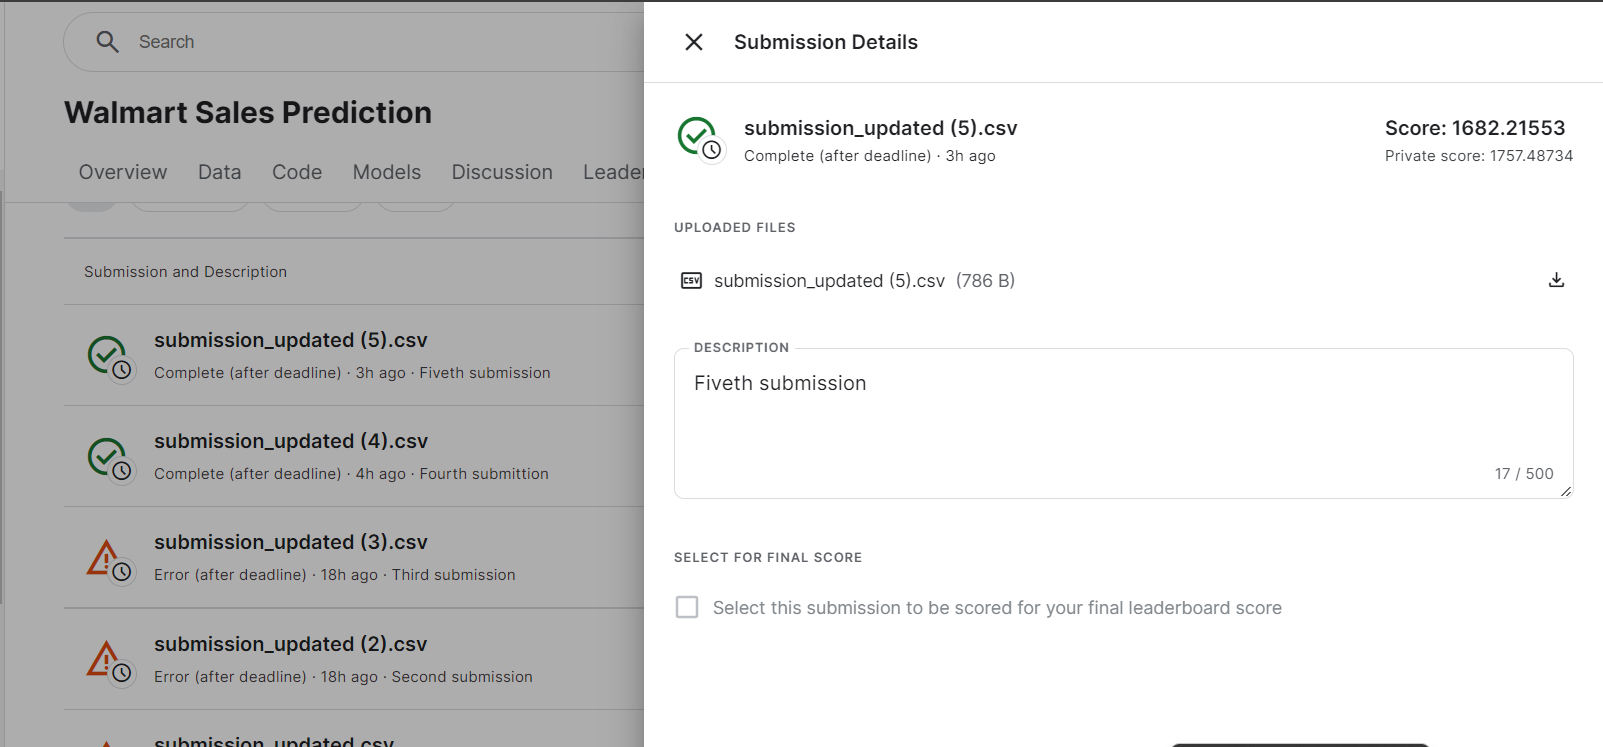 Search
Walmart Sales Prediction
Overview Data Code Models Discussion Leader
Submission and Description
submission_updated (5).csv
Complete (after deadline) · 3h ago · Fiveth submission
submission_updated (4).csv
Complete (after deadline) · 4h ago · Fourth submittion
submission_updated (3).csv
Error (after deadline) · 18h ago · Third submission
submission_updated (2).csv
Error (after deadline) · 18h ago · Second submission
submission_updated.csv
Submission Details
submission_updated (5).csv
Complete (after deadline) · 3h ago
Score: 1682.21553
Private score: 1757.48734
UPLOADED FILES
CSV submission_updated (5).csv (786 B)
DESCRIPTION
Fiveth submission
17 / 500
SELECT FOR FINAL SCORE
Select this submission to be scored for your final leaderboard score